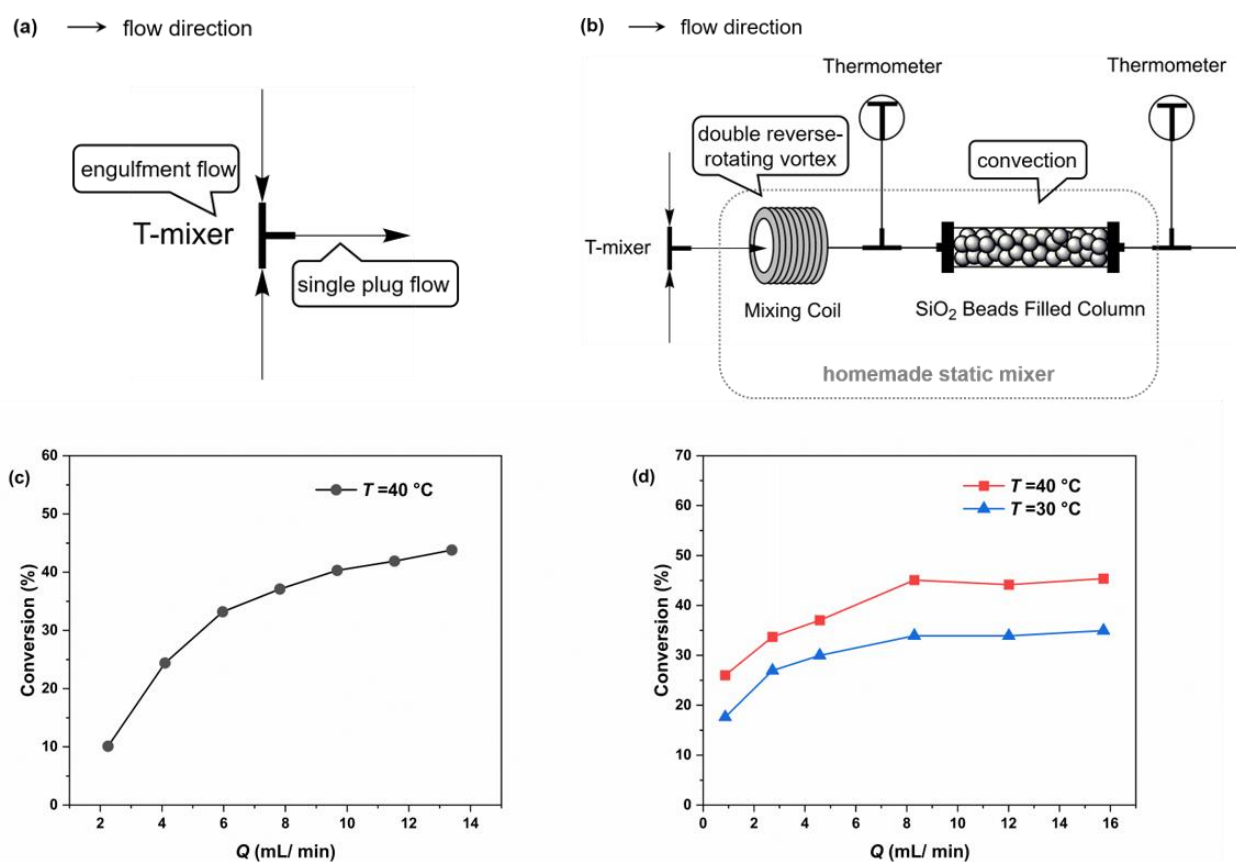 (a) flow direction
engulfment flow
T-mixer
single plug flow
(b) flow direction
Thermometer
Thermometer
double reverse-
rotating vortex
convection
T-mixer
Mixing Coil
SiO2 Beads Filled Column
homemade static mixer
(c)
T =40 °C
Conversion (%)
60
50
40
30
20
10
0
2 4 6 8 10 12 14
Q (mL/ min)
(d)
T =40 °C
T =30 °C
Conversion (%)
70
60
50
40
30
20
10
0
0 2 4 6 8 10 12 14 16
Q (mL/ min)